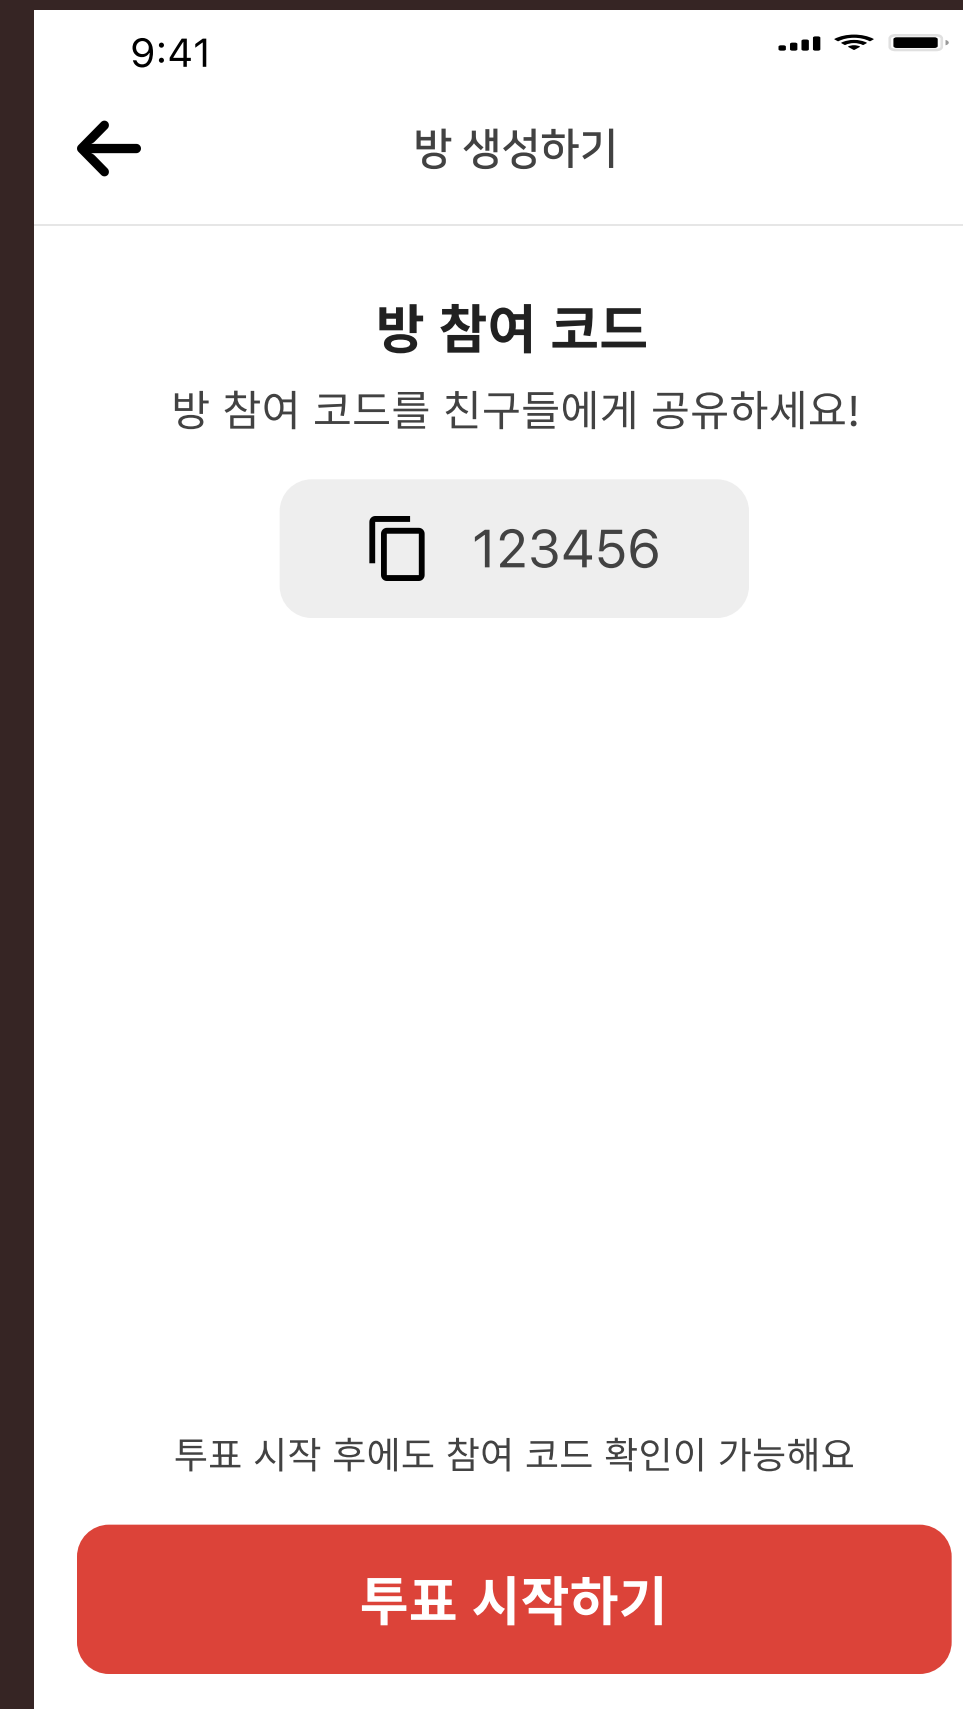 9:41
방 생성하기
방 참여 코드
방 참여 코드를 친구들에게 공유하세요!
123456
투표 시작 후에도 참여 코드 확인이 가능해요
투표 시작하기